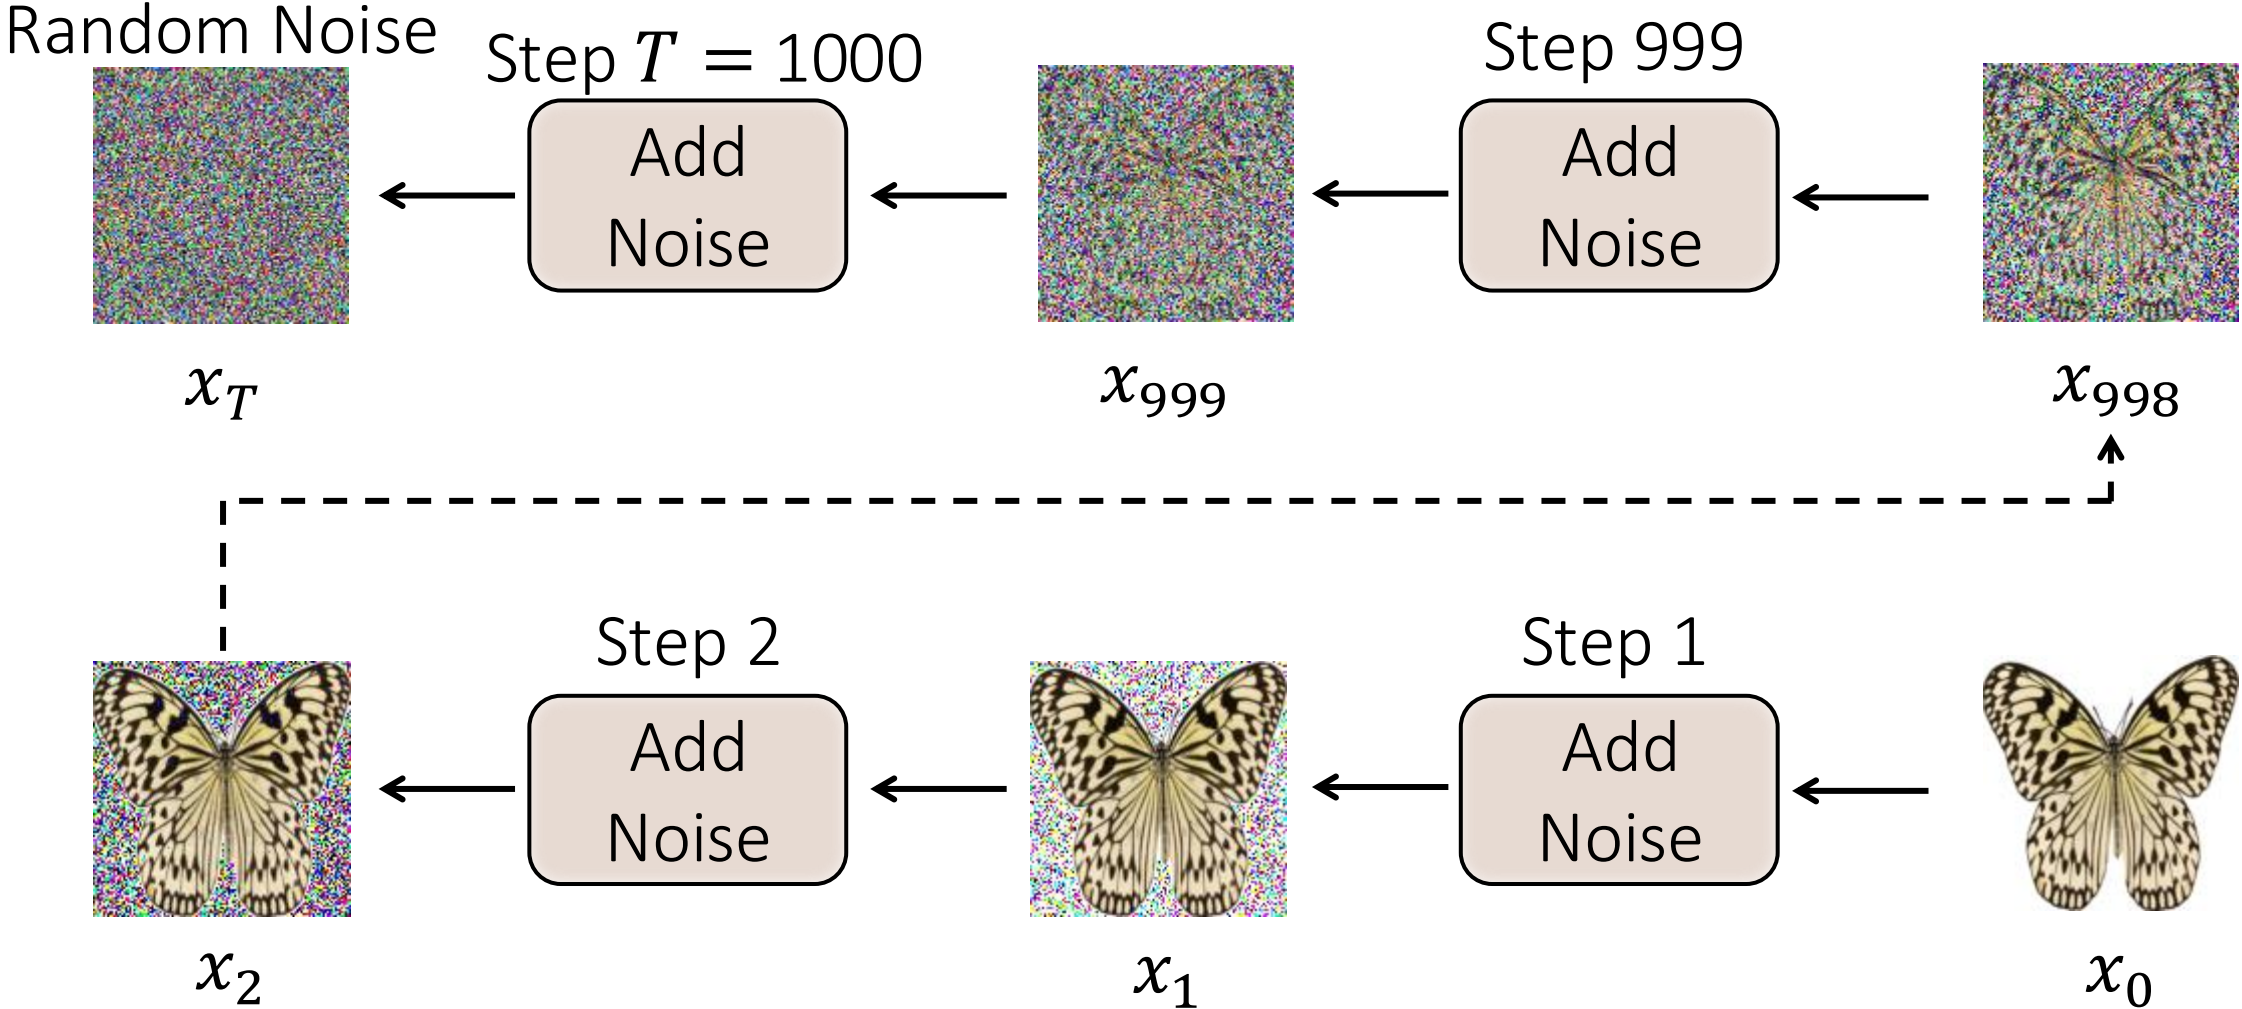 Random Noise
Step T = 1000
Step 999
Add
Noise
Add
Noise
x_T
x_999
x_998
Step 2
Step 1
Add
Noise
Add
Noise
x_2
x_1
x_0